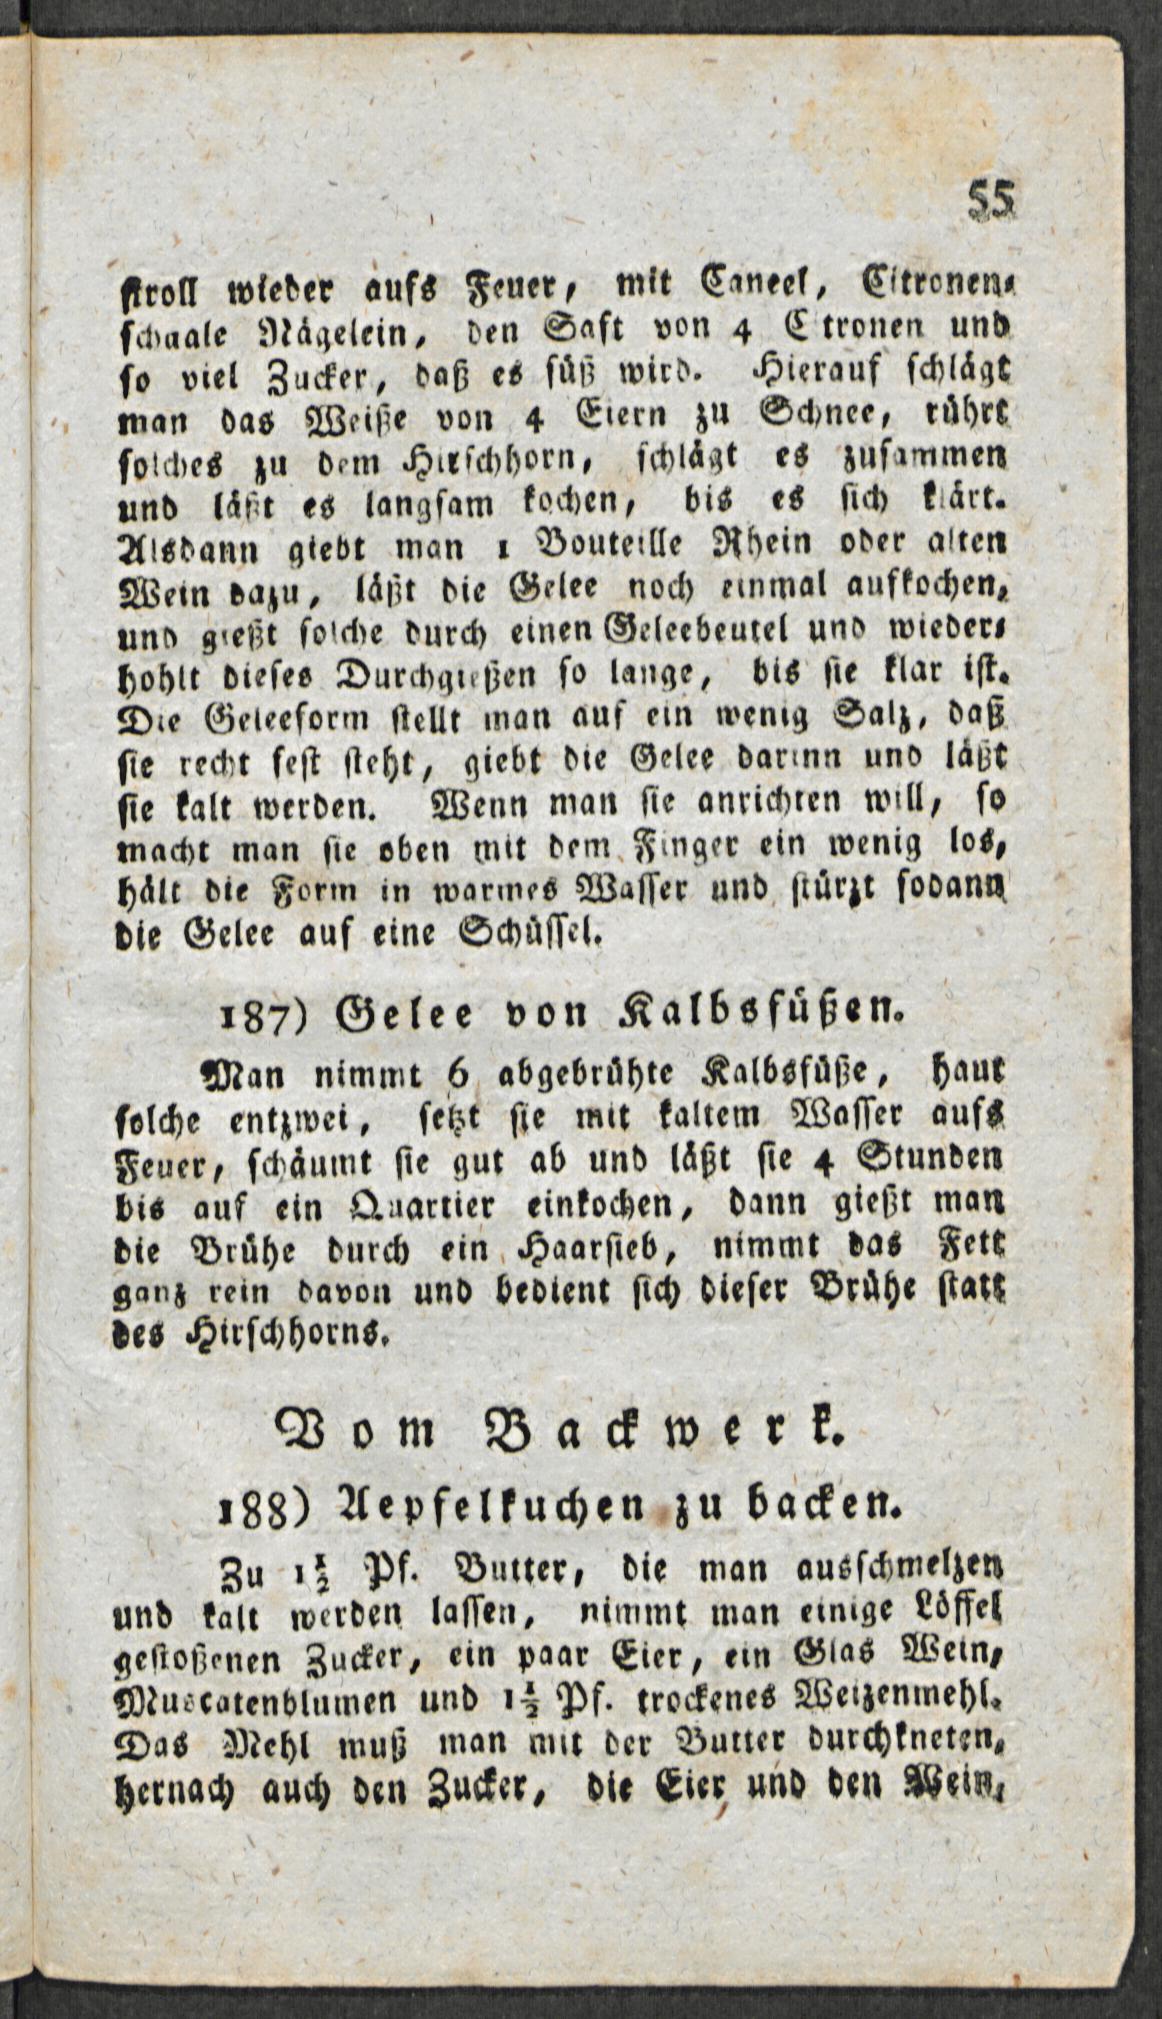 55
stroll wieder aufs Feuer, mit Caneel, Citronen-
schaale Nägelein, den Saft von 4 C tronen und
so viel Zucker, daß es süß wird. Hierauf schlägt
man das Weiße von 4 Eiern zu Schnee, rührt
solches zu dem Hirschhorn, schlägt es zusammen
und läßt es langsam kochen, bis es sich klärt.
Alsdann giebt man 1 Bouteille Rhein oder alten
Wein dazu, läßt die Gelee noch einmal aufkochen,
und gießt solche durch einen Geleebeutel und wieder-
hohlt dieses Durchgießen so lange, bis sie klar ist.
Die Geleeform stellt man auf ein wenig Salz, daß
sie recht fest steht, giebt die Gelee darinn und läßt
sie kalt werden. Wenn man sie anrichten will, so
macht man sie oben mit dem Finger ein wenig los,
hält die Form in warmes Wasser und stürzt sodann
die Gelee auf eine Schüssel.
187) Gelee von Kalbsfüßen.
Man nimmt 6 abgebrühte Kalbsfüße, haut
solche entzwei, setzt sie mit kaltem Wasser aufs
Feuer, schäumt sie gut ab und läßt sie 4 Stunden
bis auf ein Quartier einkochen, dann gießt man
die Brühe durch ein Haarsieb, nimmt das Fett
ganz rein davon und bedient sich dieser Brühe statt
des Hirschhorns.
Vom Backwerk.
188) Aepfelkuchen zu backen.
Zu 1½ Pf. Butter, die man ausschmelzen
und kalt werden lassen, nimmt man einige Löffel
gestoßenen Zucker, ein paar Eier, ein Glas Wein,
Muscatenblumen und 1½ Pf. trockenes Weizenmehl.
Das Mehl muß man mit der Butter durchkneten,
hernach auch den Zucker, die Eier und den Wein,